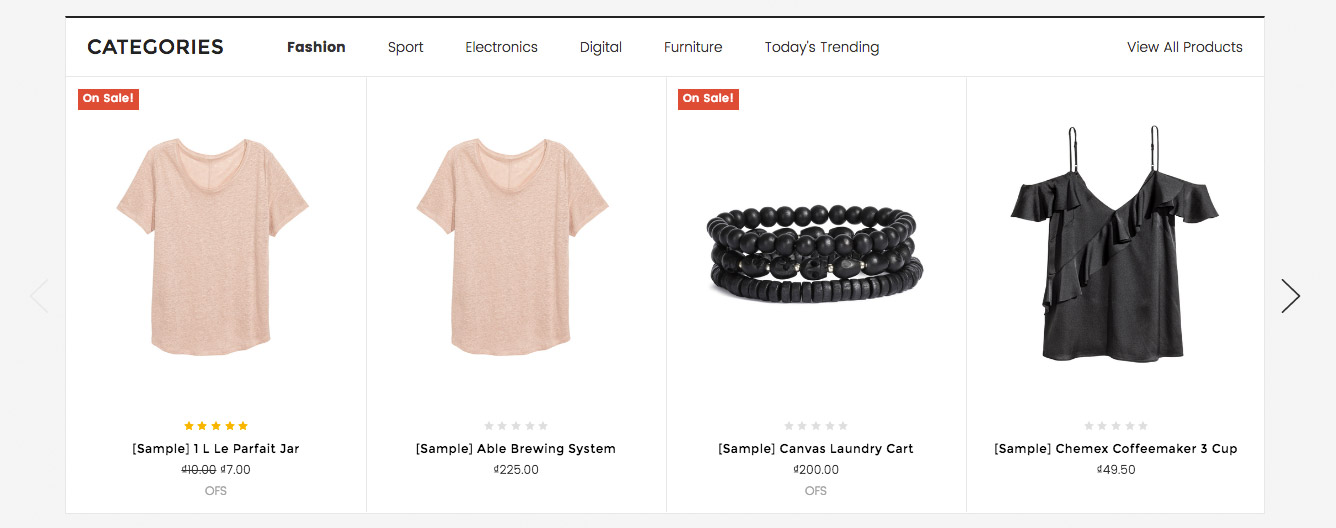 CATEGORIES Fashion Sport Electronics Digital Furniture Today's Trending View All Products
On Sale!
On Sale!
[Sample] 1 L Le Parfait Jar
₫10.00 ₫7.00
OFS
[Sample] Able Brewing System
₫225.00
[Sample] Canvas Laundry Cart
₫200.00
OFS
[Sample] Chemex Coffeemaker 3 Cup
₫49.50